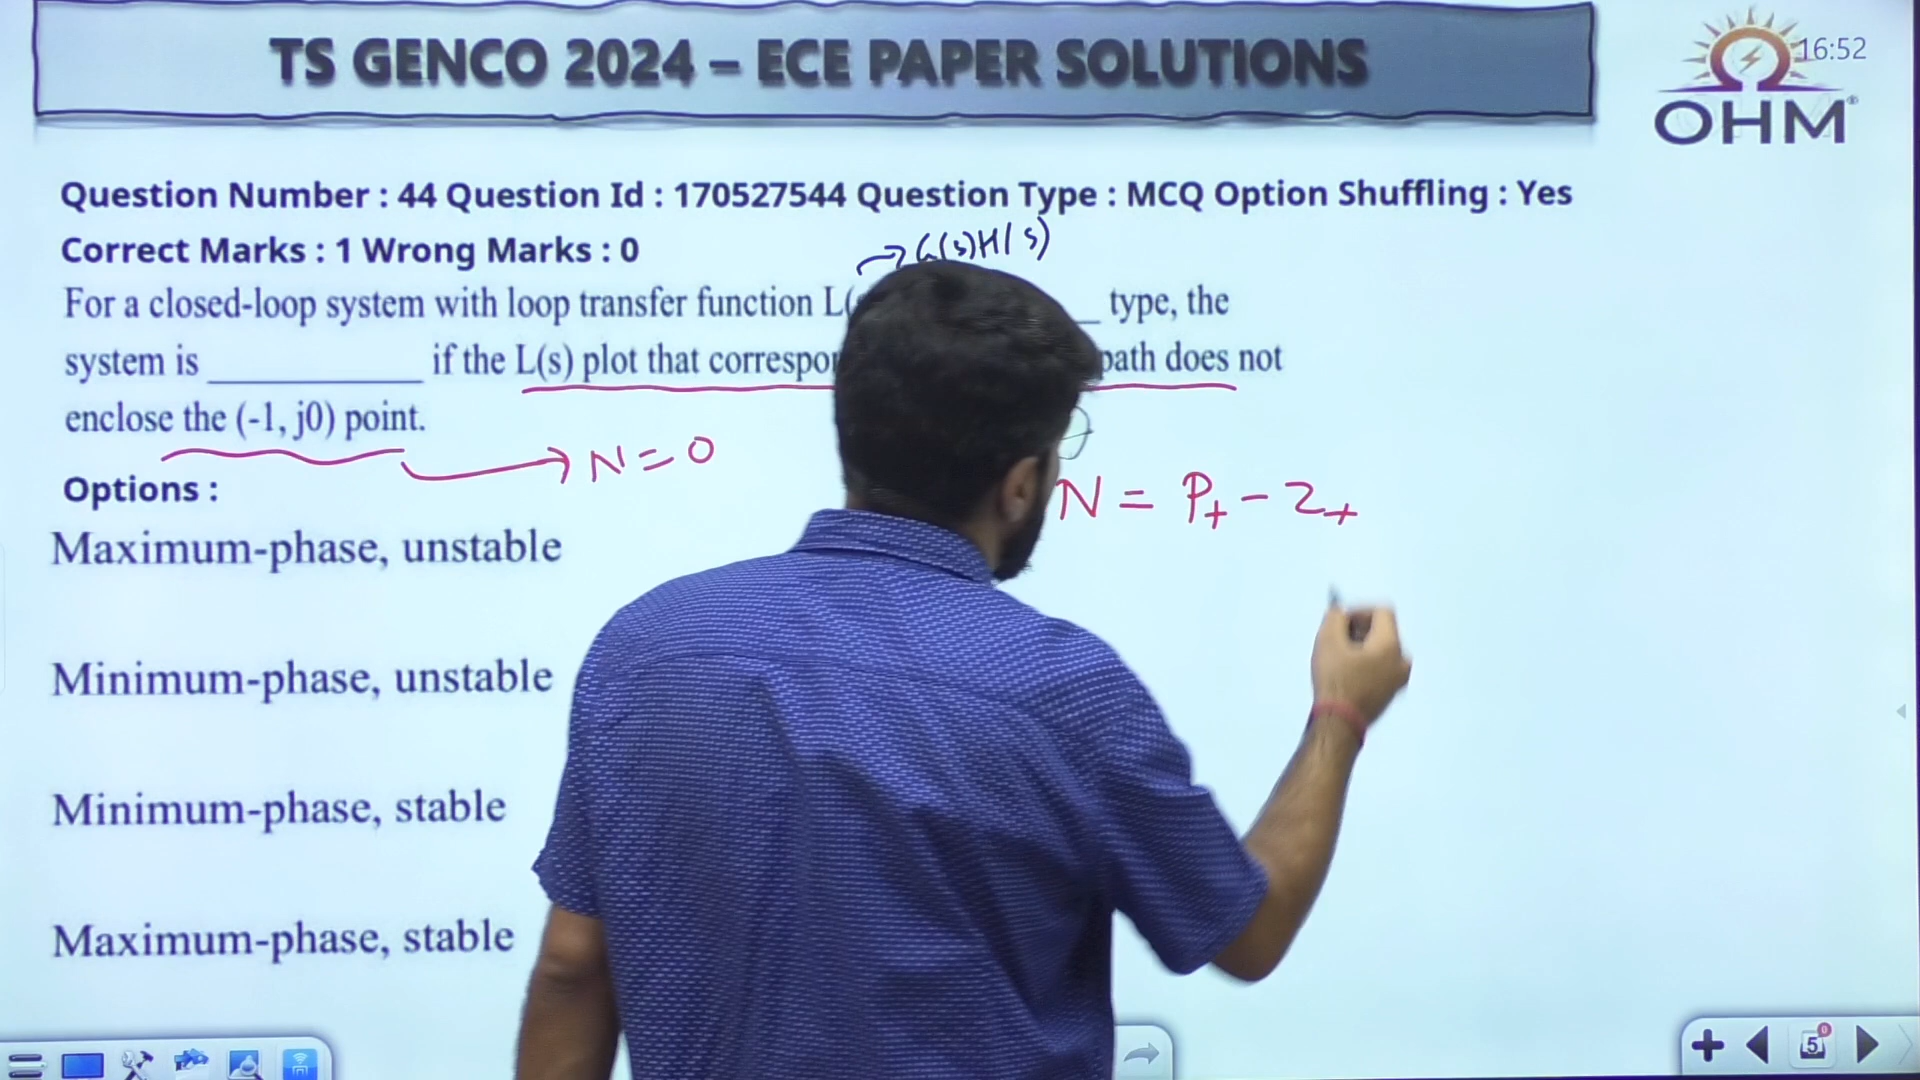 TS GENCO 2024 – ECE PAPER SOLUTIONS
16:52
OHM
Question Number : 44 Question Id : 170527544 Question Type : MCQ Option Shuffling : Yes
Correct Marks : 1 Wrong Marks : 0
G(s)H(s)
For a closed-loop system with loop transfer function type, the
system is ____________ if the L(s) plot that path does not
enclose the (-1, j0) point.
N = 0
Options :
N = P+ - Z+
Maximum-phase, unstable
Minimum-phase, unstable
Minimum-phase, stable
Maximum-phase, stable
5
0